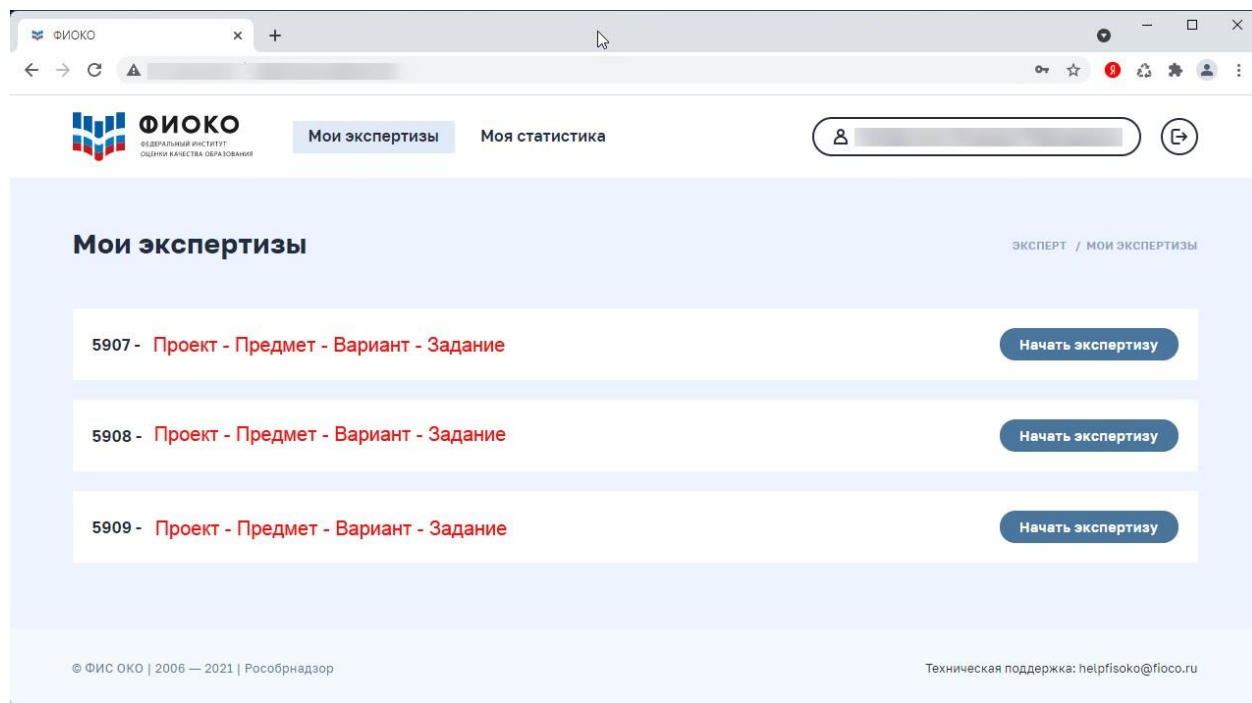 ФИОКО
ФИОКО
ФЕДЕРАЛЬНЫЙ ИНСТИТУТ
ОЦЕНКИ КАЧЕСТВА ОБРАЗОВАНИЯ
Мои экспертизы
Моя статистика
Мои экспертизы
ЭКСПЕРТ / МОИ ЭКСПЕРТИЗЫ
5907 - Проект - Предмет - Вариант - Задание
Начать экспертизу
5908 - Проект - Предмет - Вариант - Задание
Начать экспертизу
5909 - Проект - Предмет - Вариант - Задание
Начать экспертизу
© ФИС ОКО | 2006 — 2021 | Рособрнадзор
Техническая поддержка: helpfisoko@fioco.ru